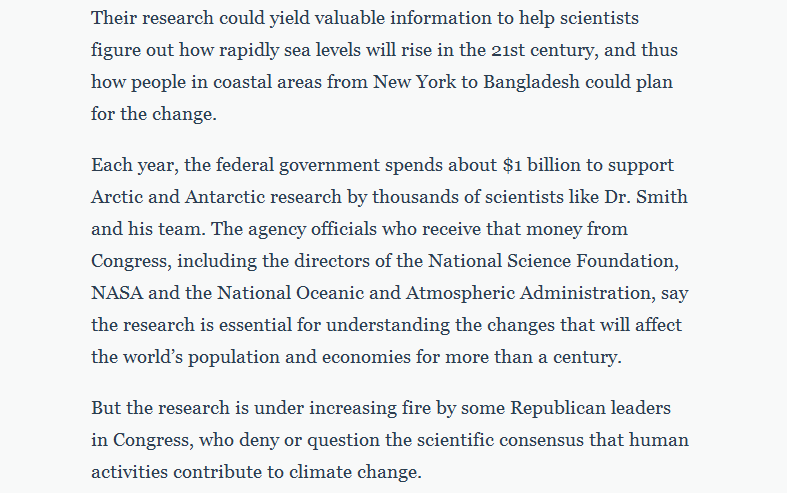 Their research could yield valuable information to help scientists
figure out how rapidly sea levels will rise in the 21st century, and thus
how people in coastal areas from New York to Bangladesh could plan
for the change.
Each year, the federal government spends about $1 billion to support
Arctic and Antarctic research by thousands of scientists like Dr. Smith
and his team. The agency officials who receive that money from
Congress, including the directors of the National Science Foundation,
NASA and the National Oceanic and Atmospheric Administration, say
the research is essential for understanding the changes that will affect
the world’s population and economies for more than a century.
But the research is under increasing fire by some Republican leaders
in Congress, who deny or question the scientific consensus that human
activities contribute to climate change.